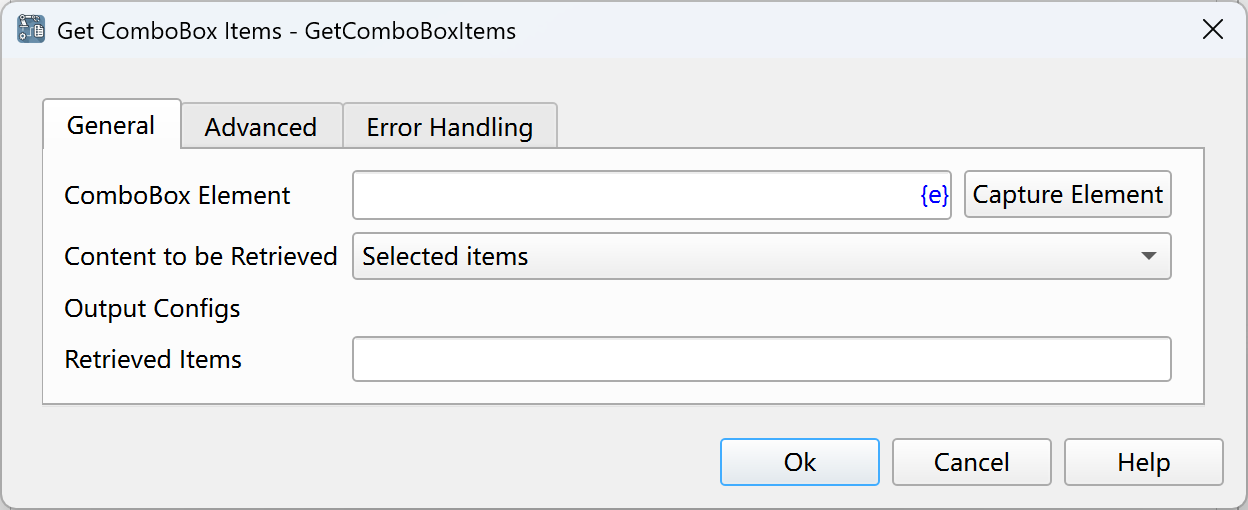 Get ComboBox Items - GetComboBoxItems
General Advanced Error Handling
ComboBox Element {e} Capture Element
Content to be Retrieved Selected items
Output Configs
Retrieved Items
Ok Cancel Help